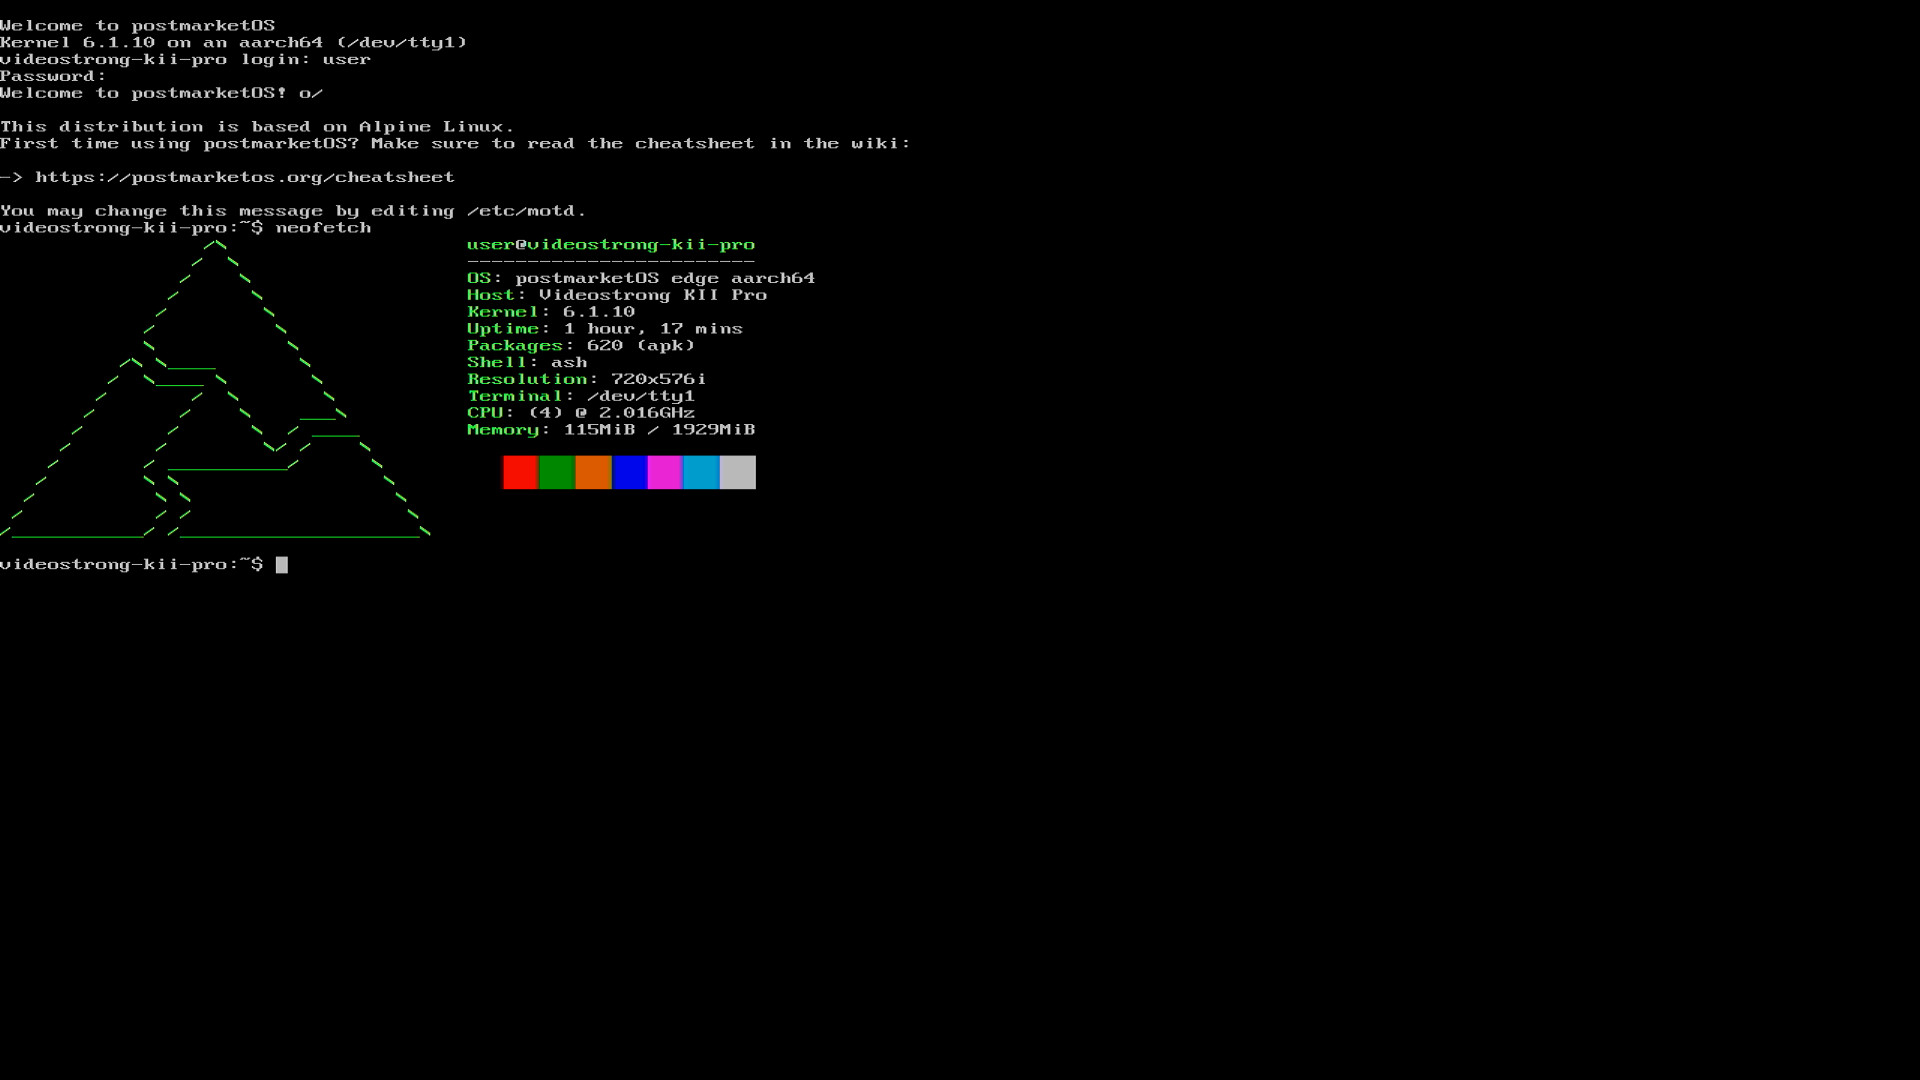 Welcome to postmarketOS
Kernel 6.1.10 on an aarch64 (/dev/tty1)
videostrong-kii-pro login: user
Password:
Welcome to postmarketOS! o/
This distribution is based on Alpine Linux.
First time using postmarketOS? Make sure to read the cheatsheet in the wiki:
-> https://postmarketos.org/cheatsheet
You may change this message by editing /etc/motd.
videostrong-kii-pro:~$ neofetch
user@videostrong-kii-pro
------------------------
OS: postmarketOS edge aarch64
Host: Videostrong KII Pro
Kernel: 6.1.10
Uptime: 1 hour, 17 mins
Packages: 620 (apk)
Shell: ash
Resolution: 720x576i
Terminal: /dev/tty1
CPU: (4) @ 2.016GHz
Memory: 115MiB / 1929MiB
videostrong-kii-pro:~$